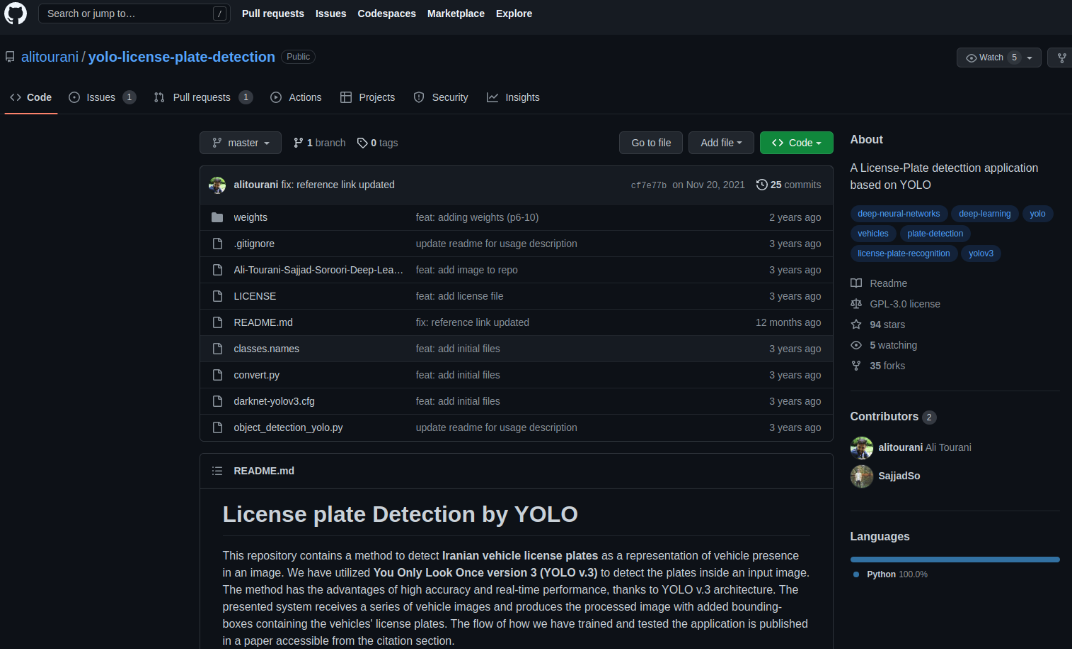 Search or jump to… /
Pull requests Issues Codespaces Marketplace Explore
alitourani / yolo-license-plate-detection Public
Watch 5
Code Issues 1 Pull requests 1 Actions Projects Security Insights
master 1 branch 0 tags Go to file Add file Code
alitourani fix: reference link updated cf7e77b on Nov 20, 2021 25 commits
weights feat: adding weights (p6-10) 2 years ago
.gitignore update readme for usage description 3 years ago
Ali-Tourani-Sajjad-Soroori-Deep-Lea… feat: add image to repo 3 years ago
LICENSE feat: add license file 3 years ago
README.md fix: reference link updated 12 months ago
classes.names feat: add initial files 3 years ago
convert.py feat: add initial files 3 years ago
darknet-yolov3.cfg feat: add initial files 3 years ago
object_detection_yolo.py update readme for usage description 3 years ago
README.md
License plate Detection by YOLO
This repository contains a method to detect Iranian vehicle license plates as a representation of vehicle presence
in an image. We have utilized You Only Look Once version 3 (YOLO v.3) to detect the plates inside an input image.
The method has the advantages of high accuracy and real-time performance, thanks to YOLO v.3 architecture. The
presented system receives a series of vehicle images and produces the processed image with added bounding-
boxes containing the vehicles' license plates. The flow of how we have trained and tested the application is published
in a paper accessible from the citation section.
About
A License-Plate detecttion application
based on YOLO
deep-neural-networks deep-learning yolo
vehicles plate-detection
license-plate-recognition yolov3
Readme
GPL-3.0 license
94 stars
5 watching
35 forks
Contributors 2
alitourani Ali Tourani
SajjadSo
Languages
Python 100.0%